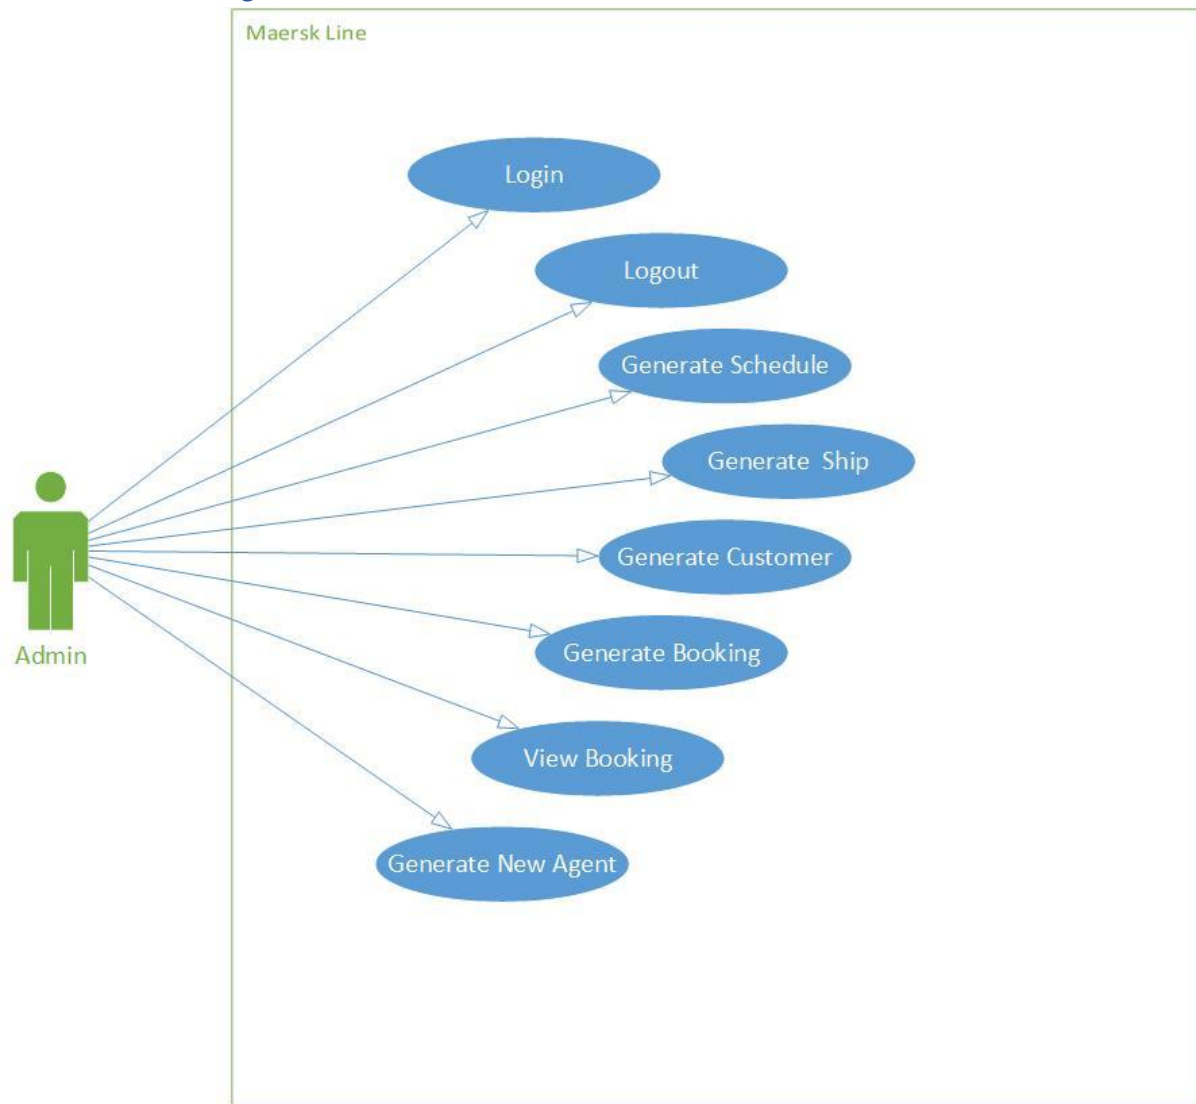 Maersk Line
Login
Logout
Generate Schedule
Generate  Ship
Generate Customer
Admin
Generate Booking
View Booking
Generate New Agent